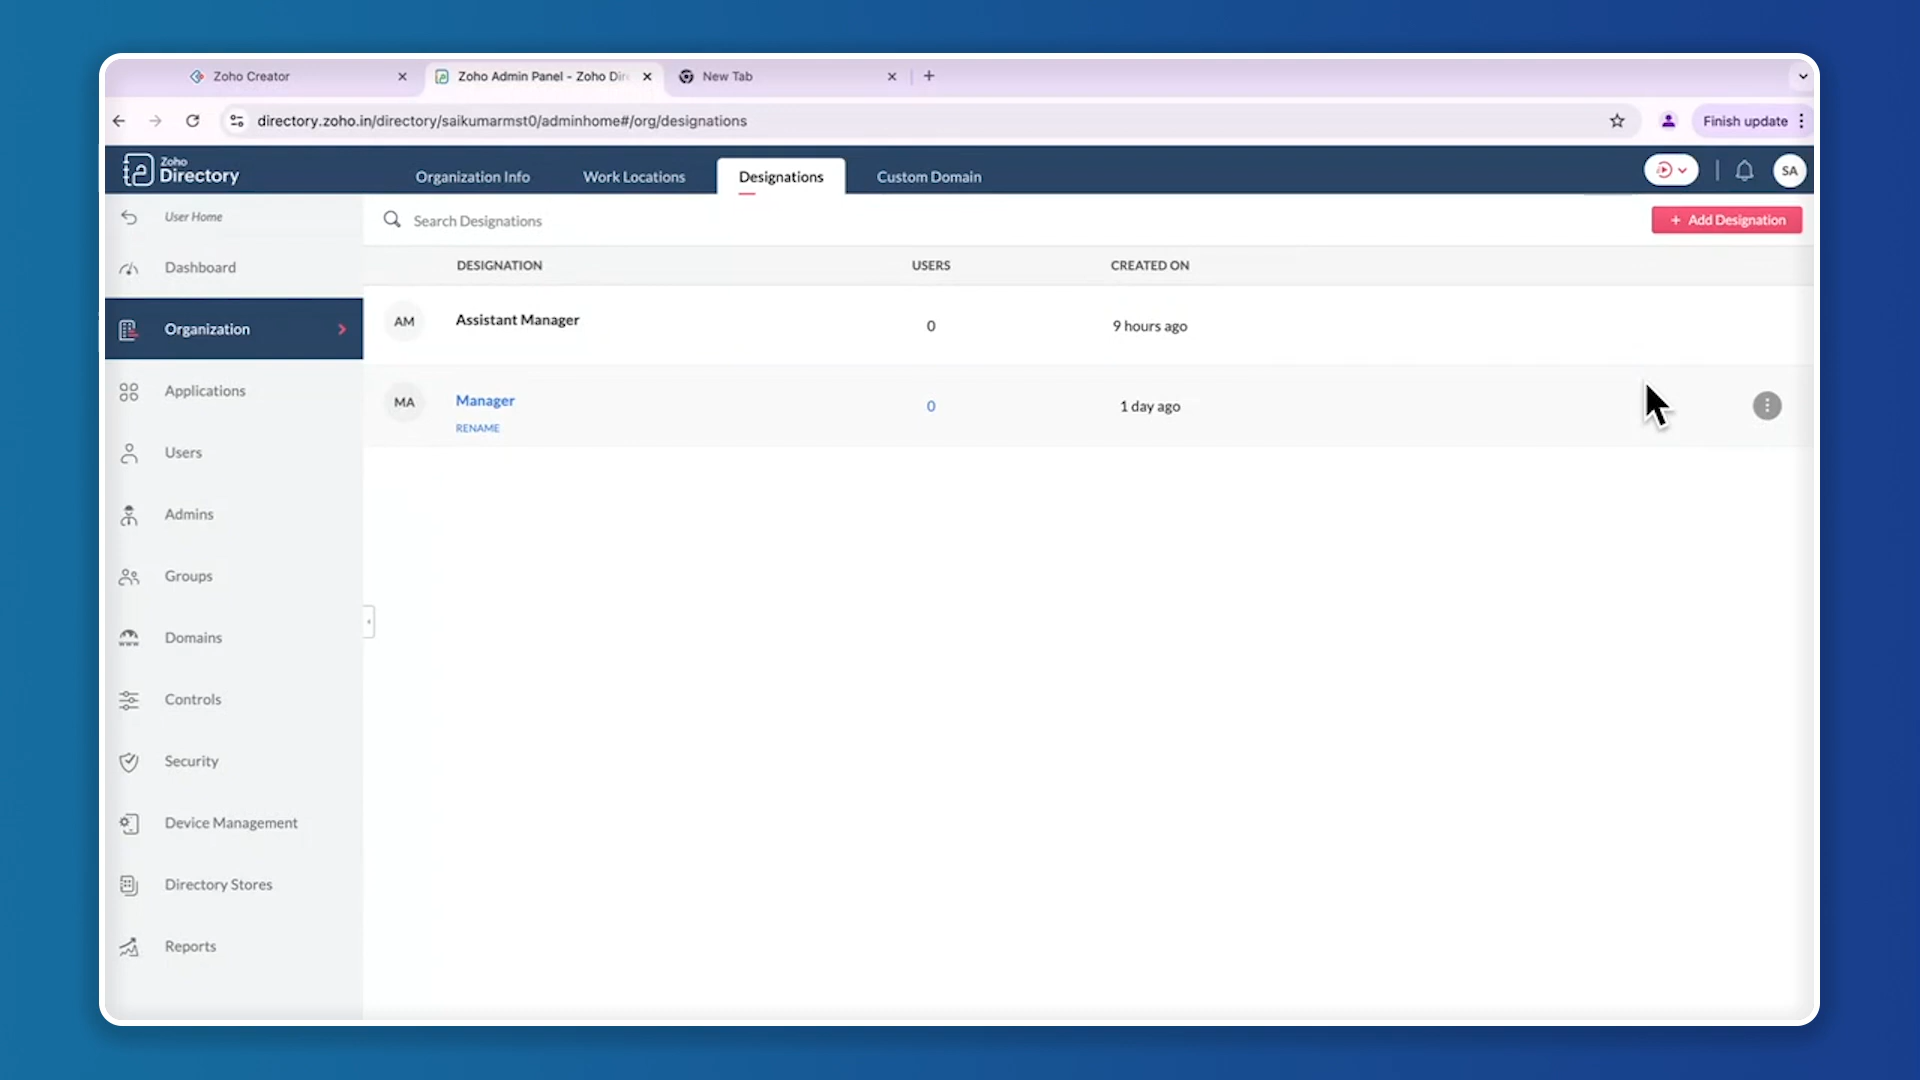 Zoho Creator
Zoho Admin Panel - Zoho Dir
New Tab
directory.zoho.in/directory/saikumarmst0/adminhome#/org/designations
Finish update
Zoho
Directory
Organization Info
Work Locations
Designations
Custom Domain
SA
User Home
Search Designations
+ Add Designation
Dashboard
DESIGNATION
USERS
CREATED ON
Organization
AM
Assistant Manager
0
9 hours ago
Applications
MA
Manager
0
1 day ago
RENAME
Users
Admins
Groups
Domains
Controls
Security
Device Management
Directory Stores
Reports